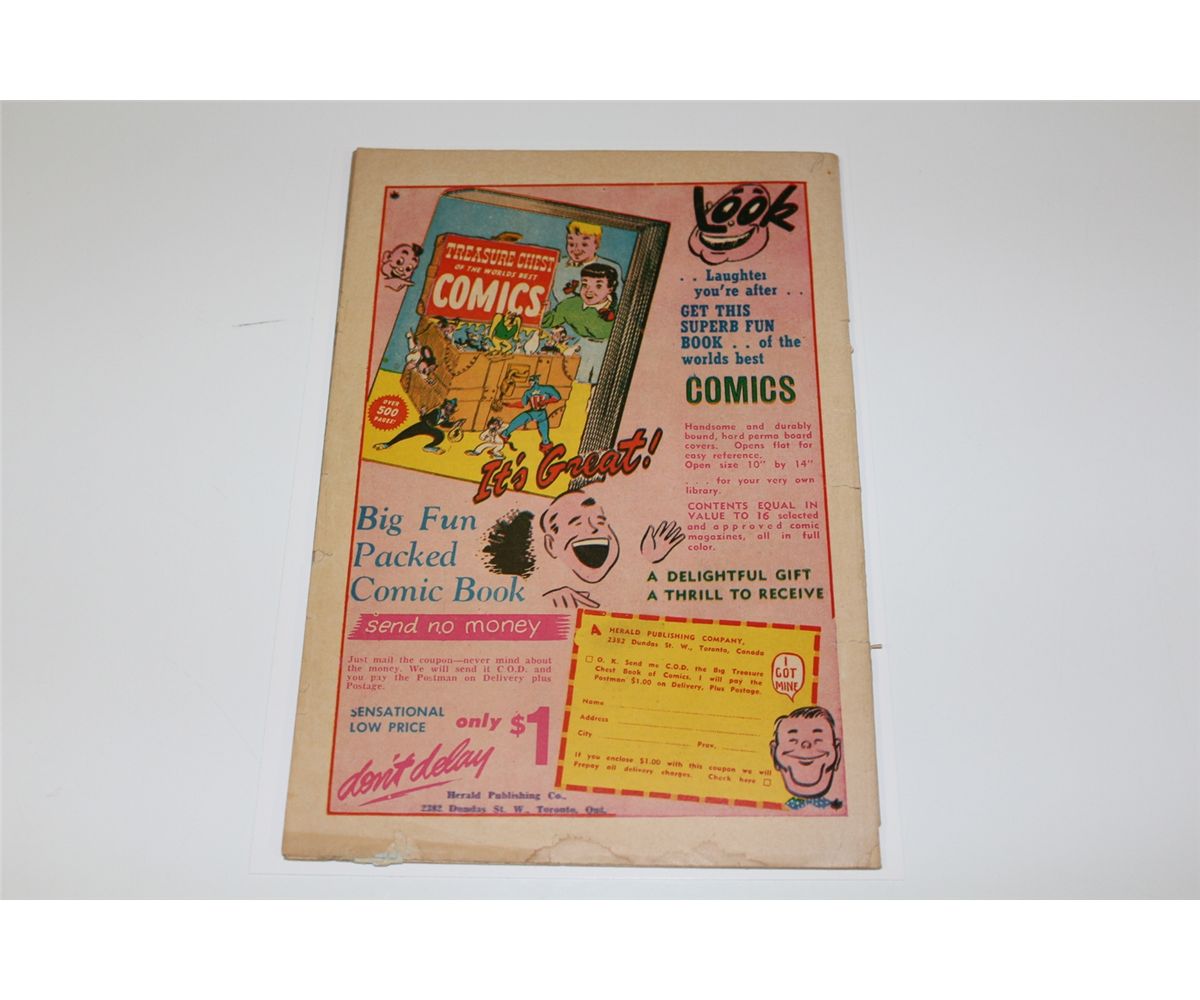 TREASURE CHEST
OF THE WORLDS BEST
COMICS
OVER
500
PAGES!
It's Great!
Look
. . Laughter
you're after . .
GET THIS
SUPERB FUN
BOOK . . of the
worlds best
COMICS
Handsome and durably
bound, hard perma board
covers. Opens flat for
easy reference.
Open size 10" by 14"
. . . for your very own
library.
CONTENTS EQUAL IN
VALUE TO 16 selected
and approved comic
magazines, all in full
color.
Big Fun
Packed
Comic Book
A DELIGHTFUL GIFT
A THRILL TO RECEIVE
send no money
Just mail the coupon—never mind about
the money. We will send it C.O.D. and
you pay the Postman on Delivery plus
Postage.
SENSATIONAL
LOW PRICE
only $1
don't delay
Herald Publishing Co.,
2382 Dundas St. W., Toronto, Ont.
A HERALD PUBLISHING COMPANY,
2382 Dundas St. W., Toronto, Canada
O. K. Send me C.O.D. the Big Treasure
Chest Book of Comics. I will pay the
Postman $1.00 on Delivery, Plus Postage.
Name
Address
City Prov.
If you enclose $1.00 with this coupon we will
Prepay all delivery charges. Check here
I
GOT
MINE